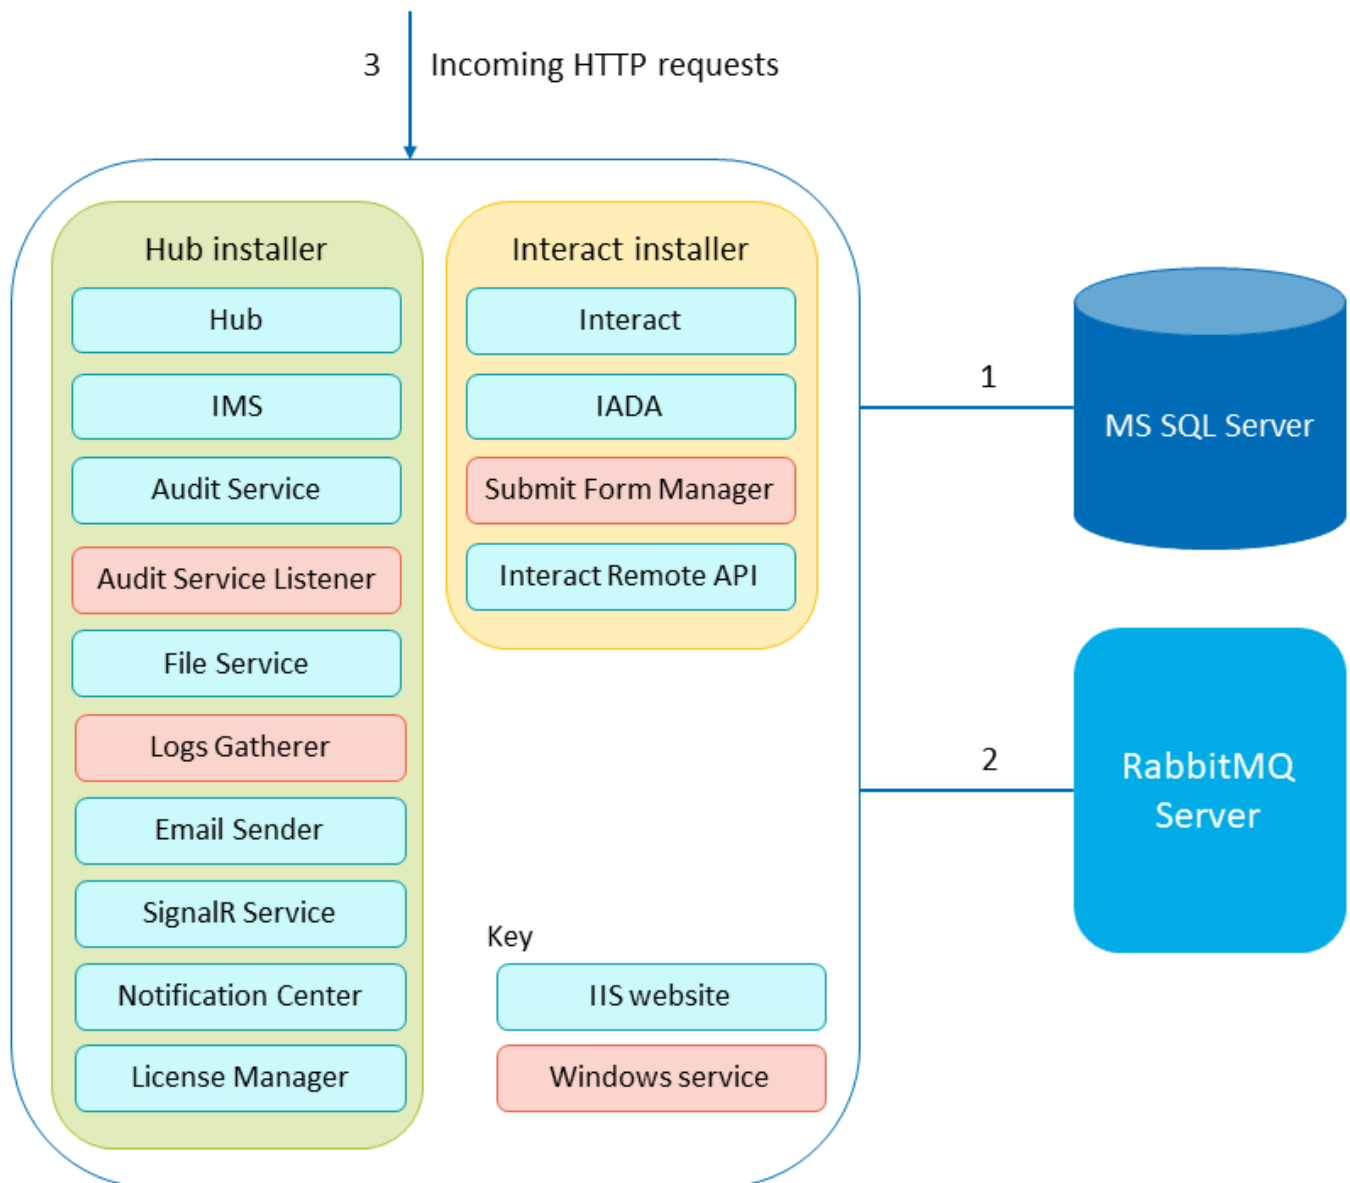 3
Incoming HTTP requests
Hub installer
Hub
IMS
Audit Service
Audit Service Listener
File Service
Logs Gatherer
Email Sender
SignalR Service
Notification Center
License Manager
Interact installer
Interact
IADA
Submit Form Manager
Interact Remote API
Key
IIS website
Windows service
1
MS SQL Server
2
RabbitMQ
Server